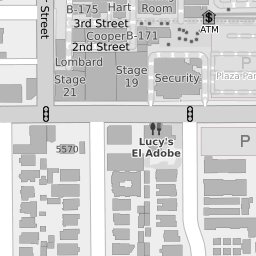 B-175
Hart
Room
3rd Street
Cooper
B-171
ATM
Street
2nd Street
Lombard
Stage
21
Stage
19
Security
P
Plaza Par
5570
Lucy's
El Adobe
P